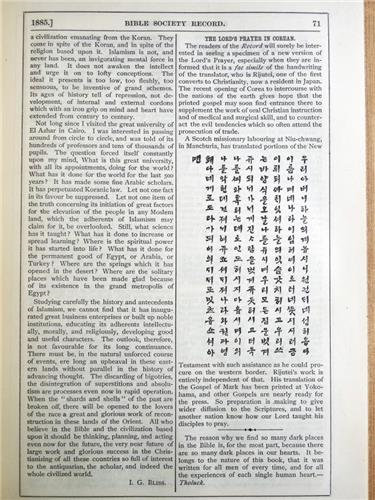 1885.]
BIBLE SOCIETY RECORD.
71
a civilization emanating from the Koran. They
come in spite of the Koran, and in spite of the
religion based upon it. Islamism is not, and
never has been, an invigorating mental force in
any land. It does not awaken the intellect
and urge it on to lofty conceptions. The
ideal it presents is too low, too fleshly, too
sensuous, to be inventive of grand schemes.
Its ages of history tell of repression, not de-
velopment, of internal and external cordons
which with an iron grip on mind and heart have
extended from century to century.
Not long since I visited the great university of
El Azhar in Cairo. I was interested in passing
around from circle to circle, and was told of its
hundreds of professors and tens of thousands of
pupils. The question forced itself constantly
upon my mind, What is this great university,
with all its appointments, doing for the world?
What has it done for the world for the last 900
years? It has made some fine Arabic scholars.
It has perpetuated Koranic law. Let not one fact
in its favour be suppressed. Let not one item of
the truth concerning its initiation of great factors
for the elevation of the people in any Moslem
land, which the adherents of Islamism may
claim for it, be overlooked. Still, what science
has it taught? What has it done to increase or
spread learning? Where is the spiritual power
it has started into life? What has it done for
the permanent good of Egypt, or Arabia, or
Turkey? Where are the springs which it has
opened in the desert? Where are the solitary
places which have been made glad because
of its existence in the grand metropolis of
Egypt?
Studying carefully the history and antecedents
of Islamism, we cannot find that it has inaugu-
rated great business enterprises or built up noble
institutions, educating its adherents intellectu-
ally, morally, and religiously, developing good
and useful characters. The outlook, therefore,
is not favourable for its long continuance.
There must be, in the natural unforced course
of events, ere long an upheaval in these east-
ern lands without parallel in the history of
advancing thought. The discarding of bigotries,
the disintegration of superstitions and absolu-
tism are processes even now in rapid operation.
When the "shards and shells" of the past are
broken off, there will be opened to the lovers
of the race a great and glorious work of recon-
struction in these lands of the Orient. All who
believe in the Bible and the civilization based
upon it should be thinking, planning, and acting
even now for the future, the very near future of
large work and glorious success in the Chris-
tianizing of all these countries so full of interest
to the antiquarian, the scholar, and indeed the
whole civilized world.
I. G. BLISS.
THE LORD'S PRAYER IN COREAN.
The readers of the Record will surely be inter-
ested in seeing a specimen of a new version of
the Lord's Prayer, especially when they are in-
formed that it is a fac simile of the handwriting
of the translator, who is Rijutei, one of the first
converts to Christianity, now a resident in Japan.
The recent opening of Corea to intercourse with
the nations of the earth gives hope that the
printed gospel may soon find entrance there to
supplement the work of oral Christian instruction
and of medical and surgical skill, and to counter-
act the evil tendencies which so often attend the
prosecution of trade.
A Scotch missionary labouring at Niu-chwang,
in Manchuria, has translated portions of the New
Testament with such assistance as he could pro-
cure on the western border. Rijutei's work is
entirely independent of that. His translation of
the Gospel of Mark has been printed at Yoko-
hama, and other Gospels are nearly ready for
the press. So preparation is making to give
wider diffusion to the Scriptures, and to let
another nation know how our Lord taught his
disciples to pray.
The reason why we find so many dark places
in the Bible is, for the most part, because there
are so many dark places in our hearts. It be-
longs to the nature of this book, that it was
written for all men of every time, and for all
the experiences of each single human heart.—
Tholuck.